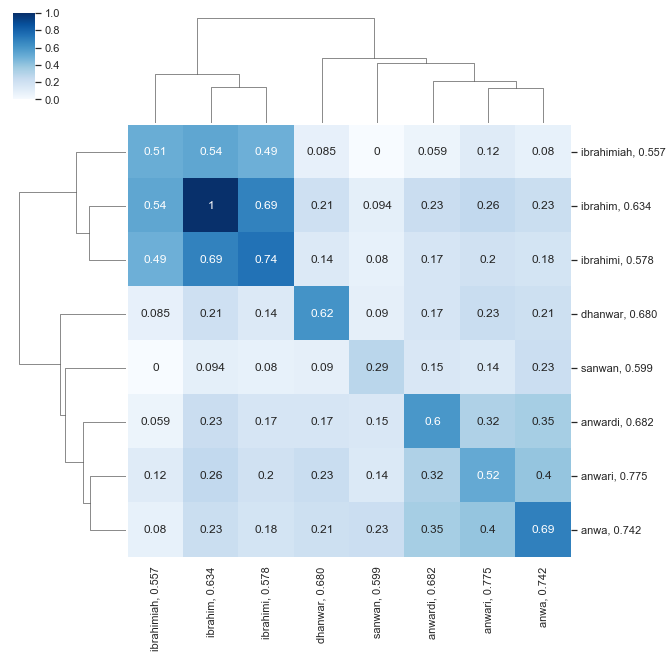 1.0
0.8
0.6
0.4
0.2
0.0
0.51 0.54 0.49 0.085 0 0.059 0.12 0.08 ibrahimiah, 0.557
0.54 1 0.69 0.21 0.094 0.23 0.26 0.23 ibrahim, 0.634
0.49 0.69 0.74 0.14 0.08 0.17 0.2 0.18 ibrahimi, 0.578
0.085 0.21 0.14 0.62 0.09 0.17 0.23 0.21 dhanwar, 0.680
0 0.094 0.08 0.09 0.29 0.15 0.14 0.23 sanwan, 0.599
0.059 0.23 0.17 0.17 0.15 0.6 0.32 0.35 anwardi, 0.682
0.12 0.26 0.2 0.23 0.14 0.32 0.52 0.4 anwari, 0.775
0.08 0.23 0.18 0.21 0.23 0.35 0.4 0.69 anwa, 0.742
ibrahimiah, 0.557
ibrahim, 0.634
ibrahimi, 0.578
dhanwar, 0.680
sanwan, 0.599
anwardi, 0.682
anwari, 0.775
anwa, 0.742